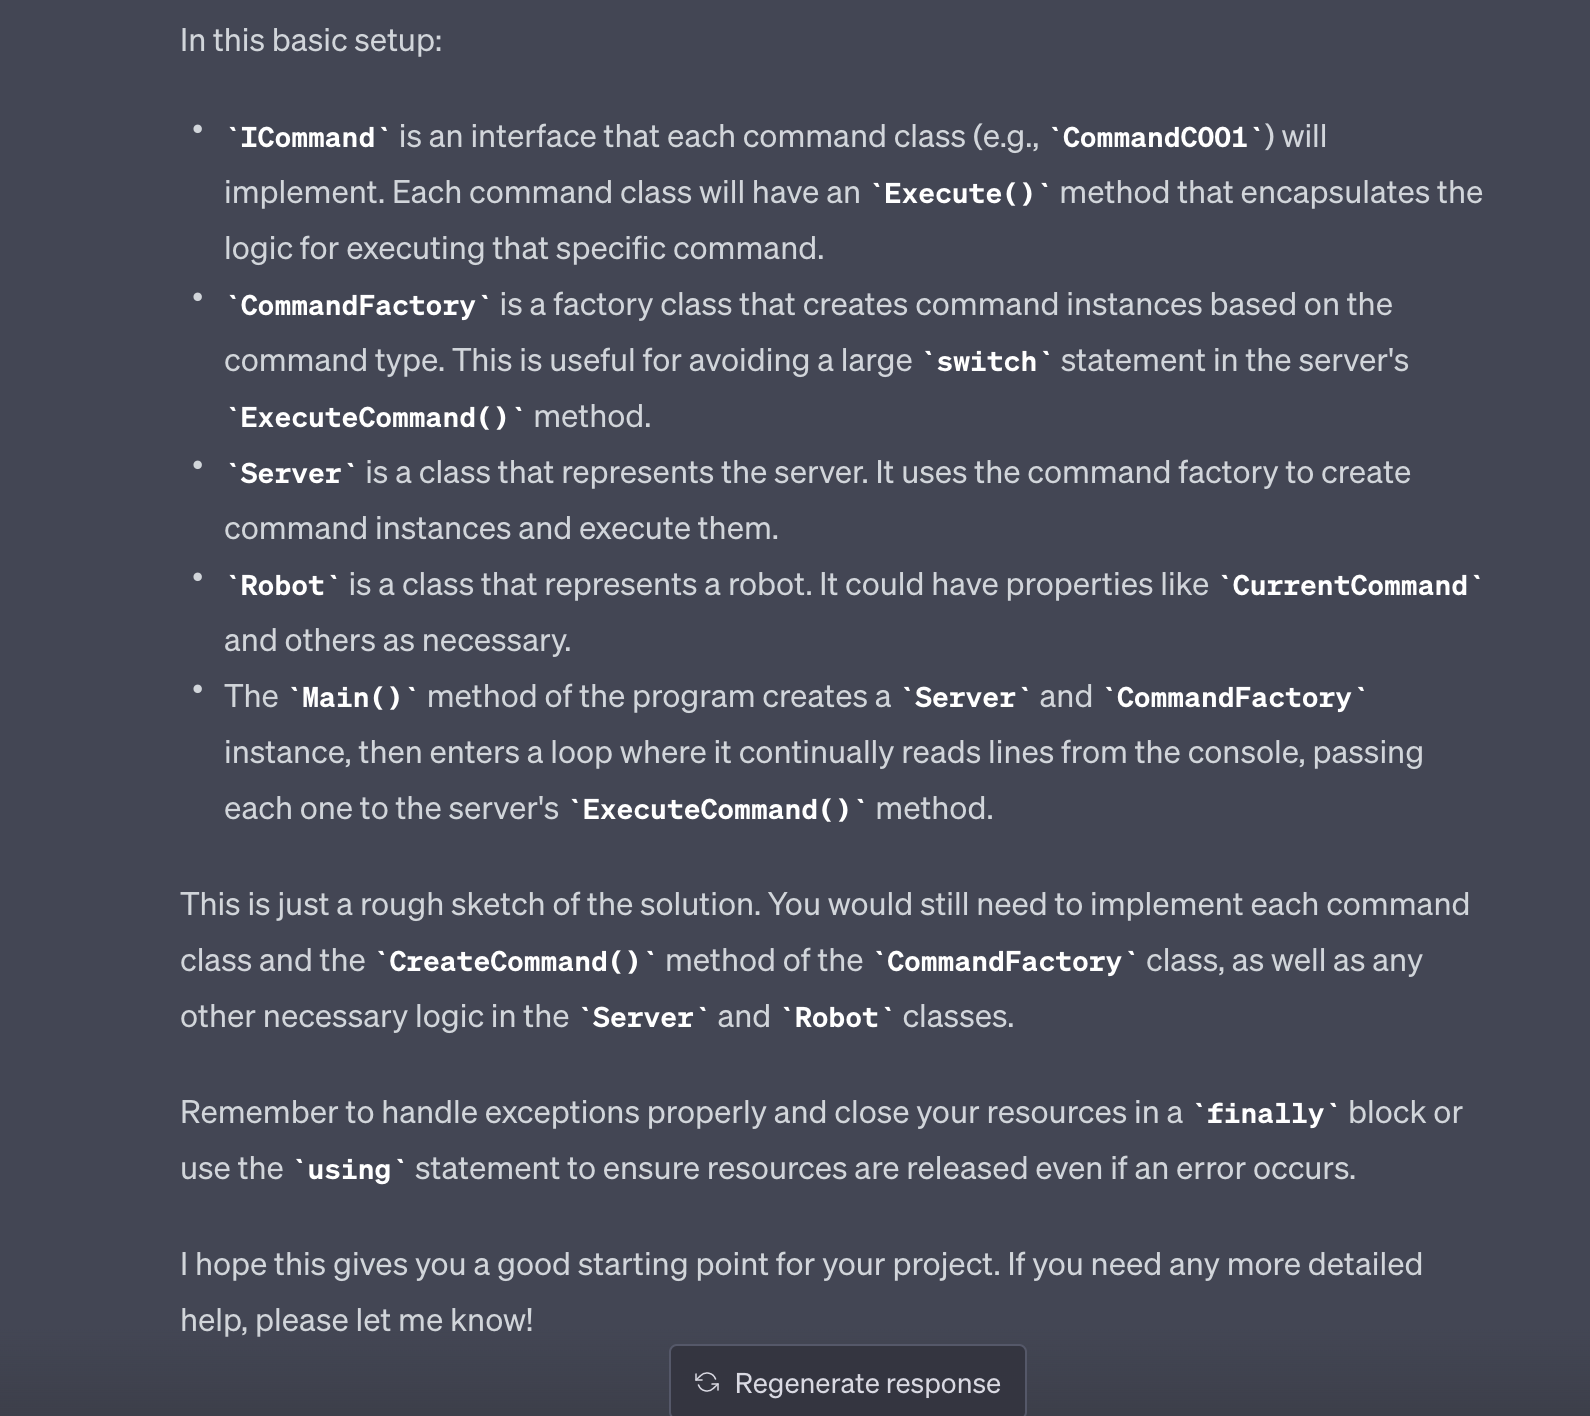 In this basic setup:
• `ICommand` is an interface that each command class (e.g., `CommandC001`) will
implement. Each command class will have an `Execute()` method that encapsulates the
logic for executing that specific command.
• `CommandFactory` is a factory class that creates command instances based on the
command type. This is useful for avoiding a large `switch` statement in the server's
`ExecuteCommand()` method.
• `Server` is a class that represents the server. It uses the command factory to create
command instances and execute them.
• `Robot` is a class that represents a robot. It could have properties like `CurrentCommand`
and others as necessary.
• The `Main()` method of the program creates a `Server` and `CommandFactory`
instance, then enters a loop where it continually reads lines from the console, passing
each one to the server's `ExecuteCommand()` method.
This is just a rough sketch of the solution. You would still need to implement each command
class and the `CreateCommand()` method of the `CommandFactory` class, as well as any
other necessary logic in the `Server` and `Robot` classes.
Remember to handle exceptions properly and close your resources in a `finally` block or
use the `using` statement to ensure resources are released even if an error occurs.
I hope this gives you a good starting point for your project. If you need any more detailed
help, please let me know!
Regenerate response